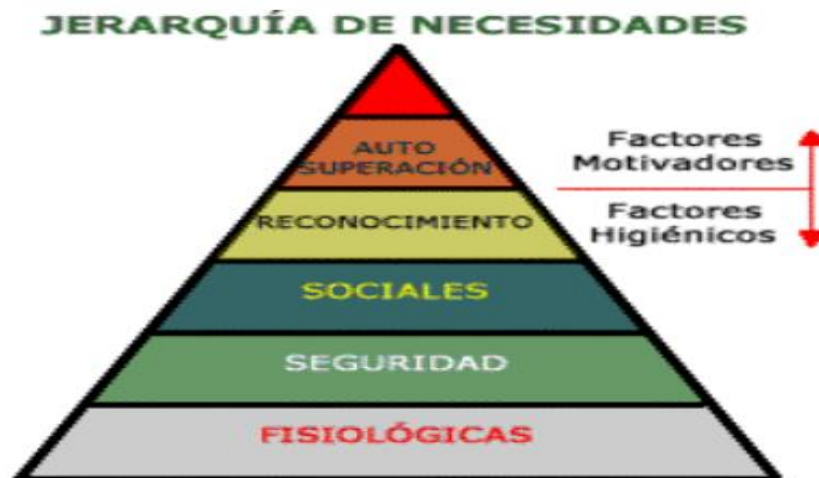 JERARQUÍA DE NECESIDADES
AUTO
SUPERACIÓN
Factores
Motivadores
RECONOCIMIENTO
Factores
Higiénicos
SOCIALES
SEGURIDAD
FISIOLÓGICAS